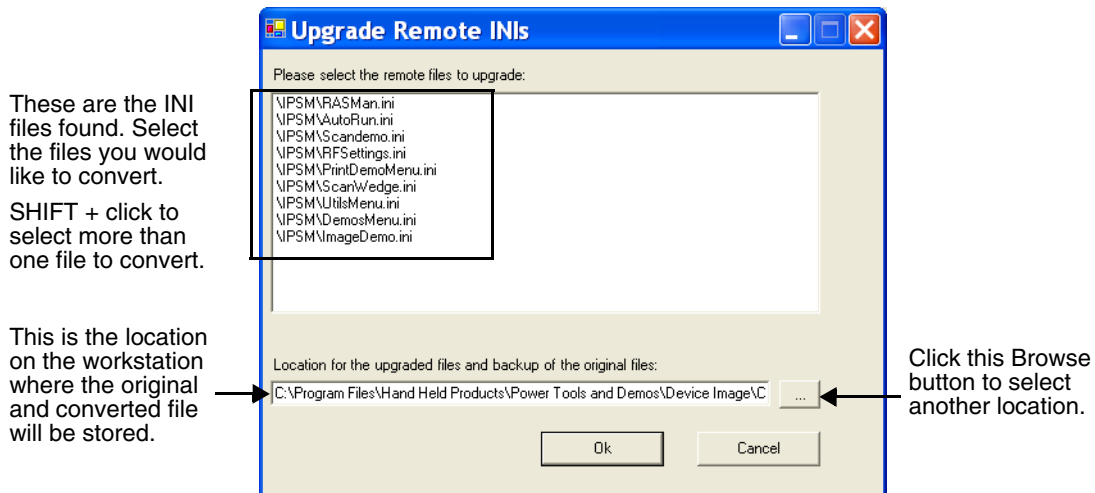 Upgrade Remote INIs
Please select the remote files to upgrade:
These are the INI
files found. Select
the files you would
like to convert.
SHIFT + click to
select more than
one file to convert.
\IPSM\RASMan.ini
\IPSM\AutoRun.ini
\IPSM\Scandemo.ini
\IPSM\RFSettings.ini
\IPSM\PrintDemoMenu.ini
\IPSM\ScanWedge.ini
\IPSM\UtilsMenu.ini
\IPSM\DemosMenu.ini
\IPSM\ImageDemo.ini
This is the location
on the workstation
where the original
and converted file
will be stored.
Location for the upgraded files and backup of the original files:
C:\Program Files\Hand Held Products\Power Tools and Demos\Device Image\C
...
Click this Browse
button to select
another location.
Ok
Cancel